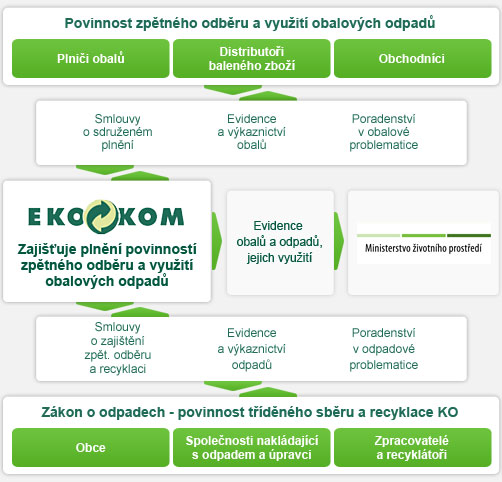 Povinnost zpětného odběru a využití obalových odpadů
Plniči obalů
Distributoři
baleného zboží
Obchodníci
Smlouvy
o sdruženém
plnění
Evidence
a výkaznictví
obalů
Poradenství
v obalové
problematice
EKO KOM
Zajišťuje plnění povinností
zpětného odběru a využití
obalových odpadů
Evidence
obalů a odpadů,
jejich využití
Ministerstvo životního prostředí
Smlouvy
o zajištění
zpět. odběru
a recyklaci
Evidence
a výkaznictví
odpadů
Poradenství
v odpadové
problematice
Zákon o odpadech - povinnost tříděného sběru a recyklace KO
Obce
Společnosti nakládající
s odpadem a úpravci
Zpracovatelé
a recyklátoři